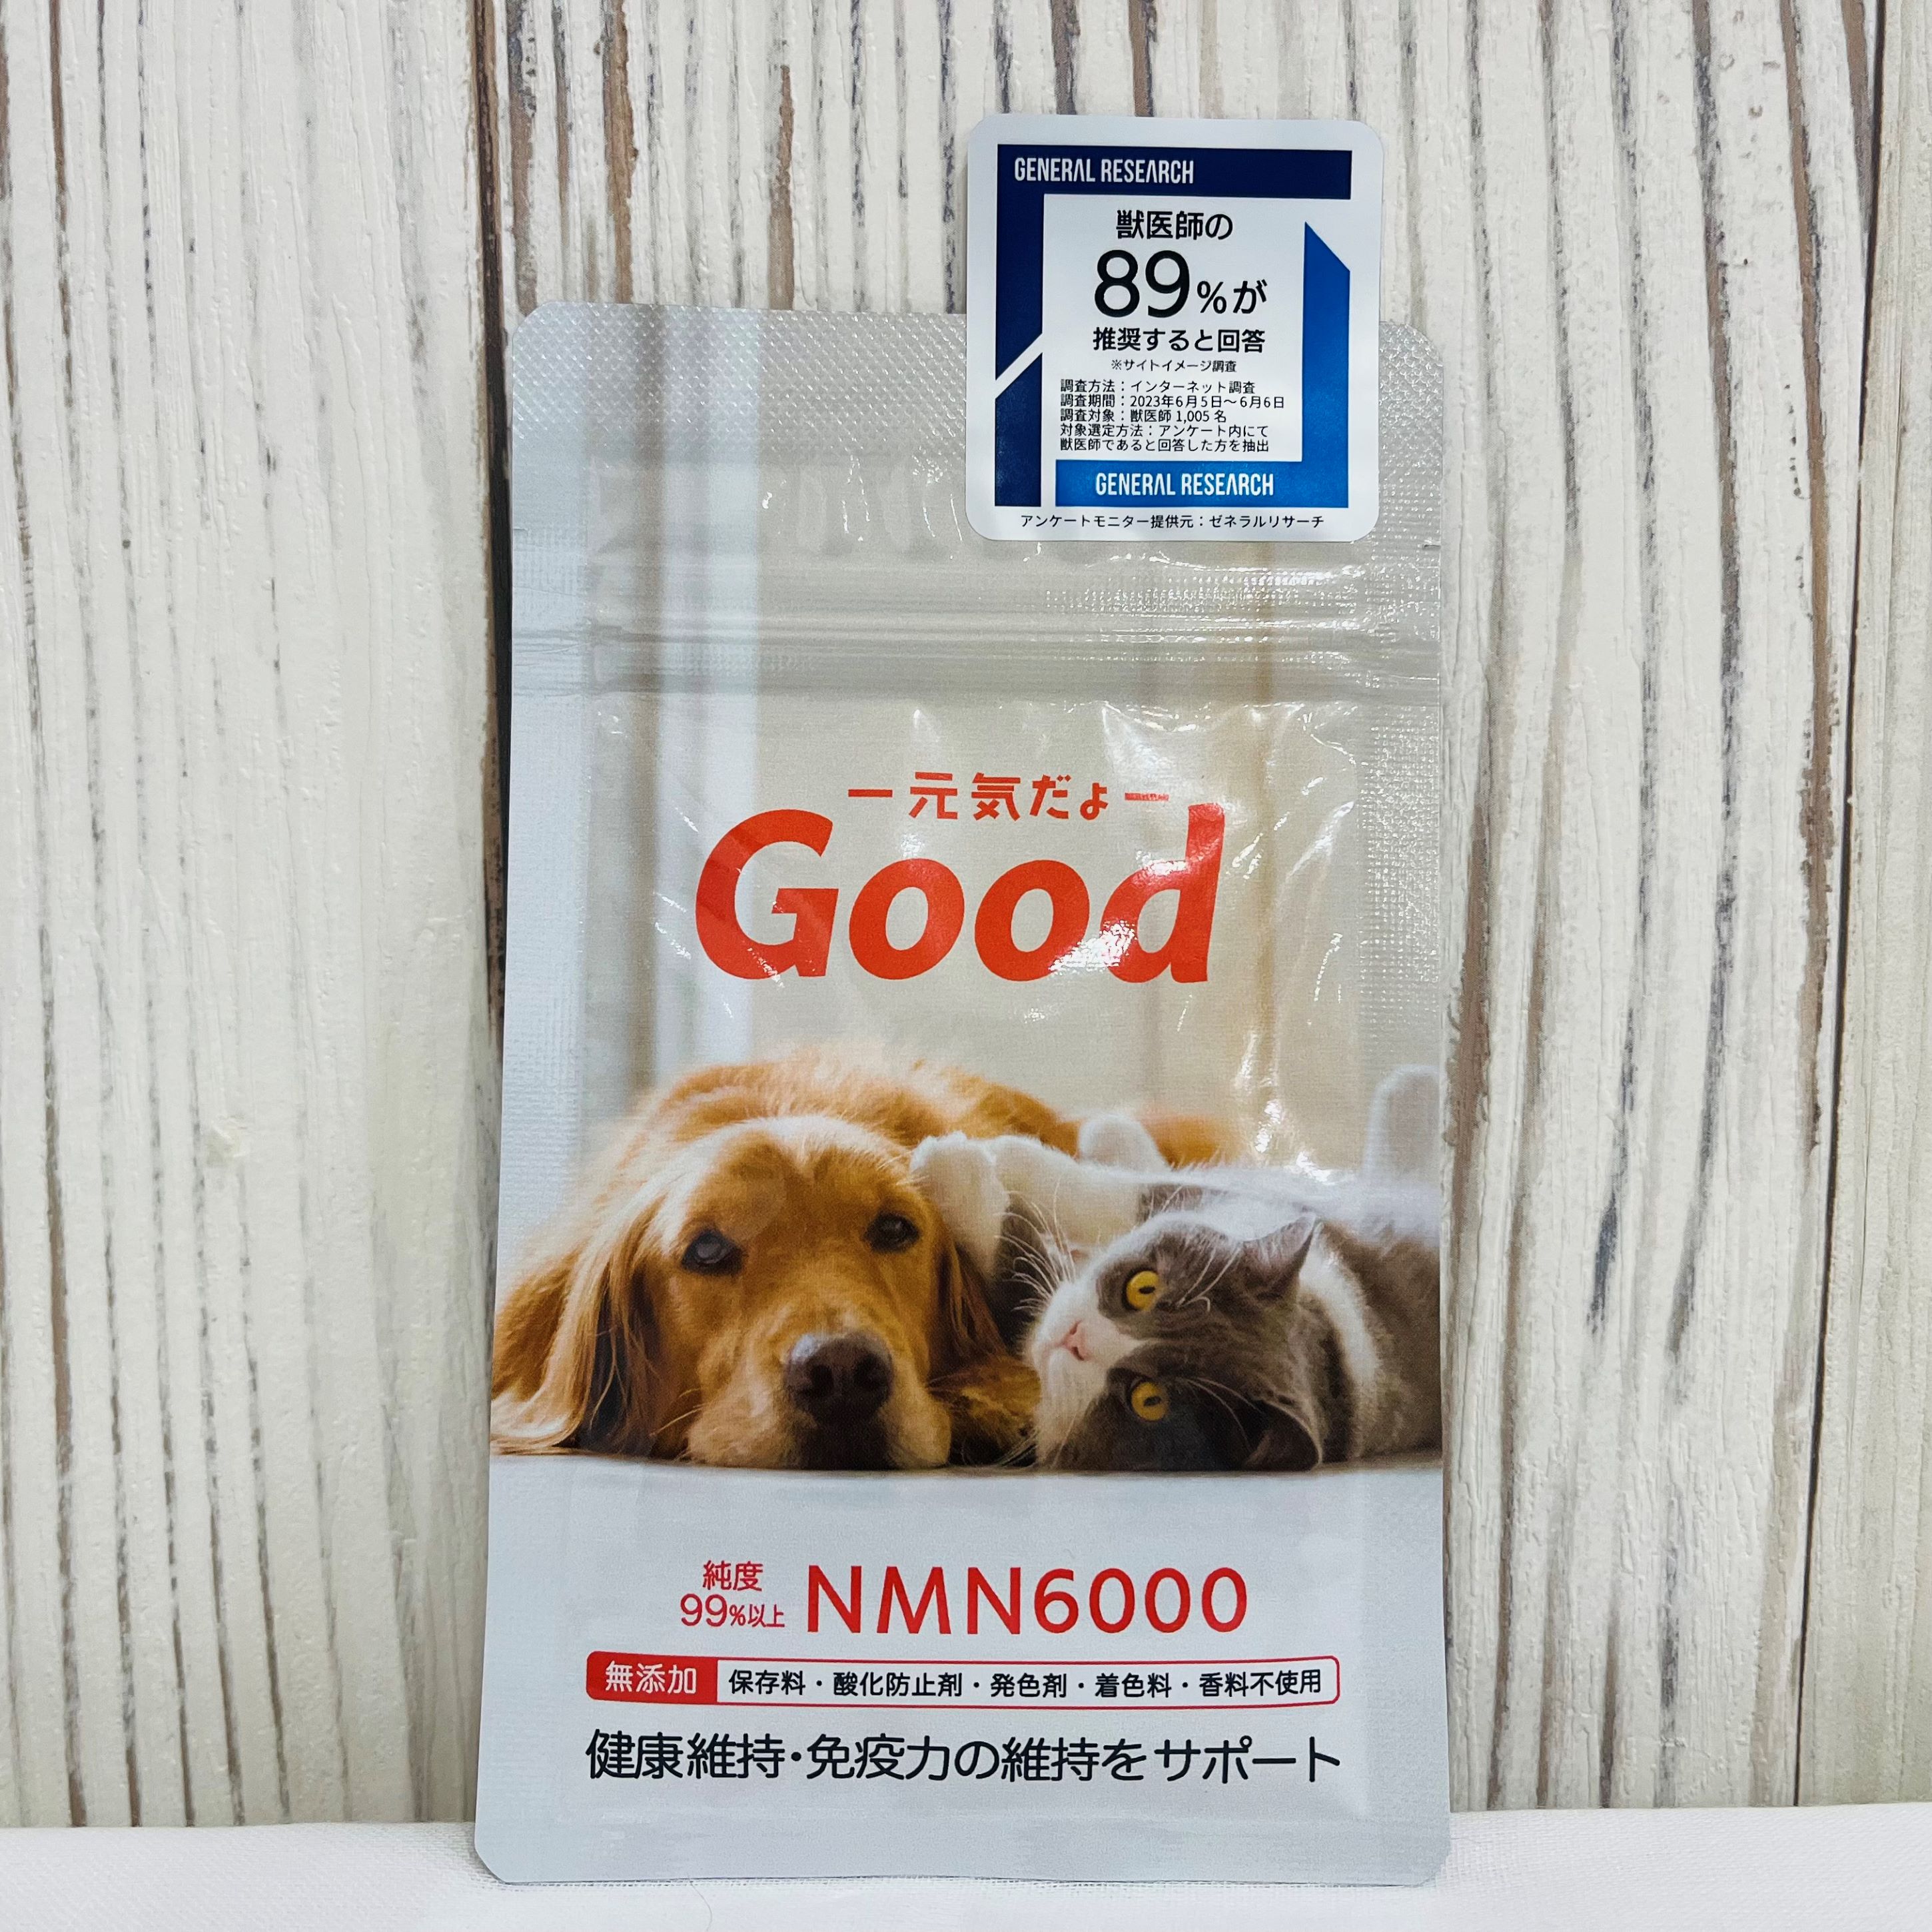 GENERAL RESEARCH
獣医師の
89%が
推奨すると回答
※サイトイメージ調査
調査方法：インターネット調査
調査期間：2023年6月5日〜6月6日
調査対象：獣医師1,005名
対象選定方法：アンケート内にて
獣医師であると回答した方を抽出
GENERAL RESEARCH
アンケートモニター提供元：ゼネラルリサーチ
ー元気だょー
Good
純度
99%以上
NMN6000
無添加 保存料・酸化防止剤・発色剤・着色料・香料不使用
健康維持・免疫力の維持をサポート